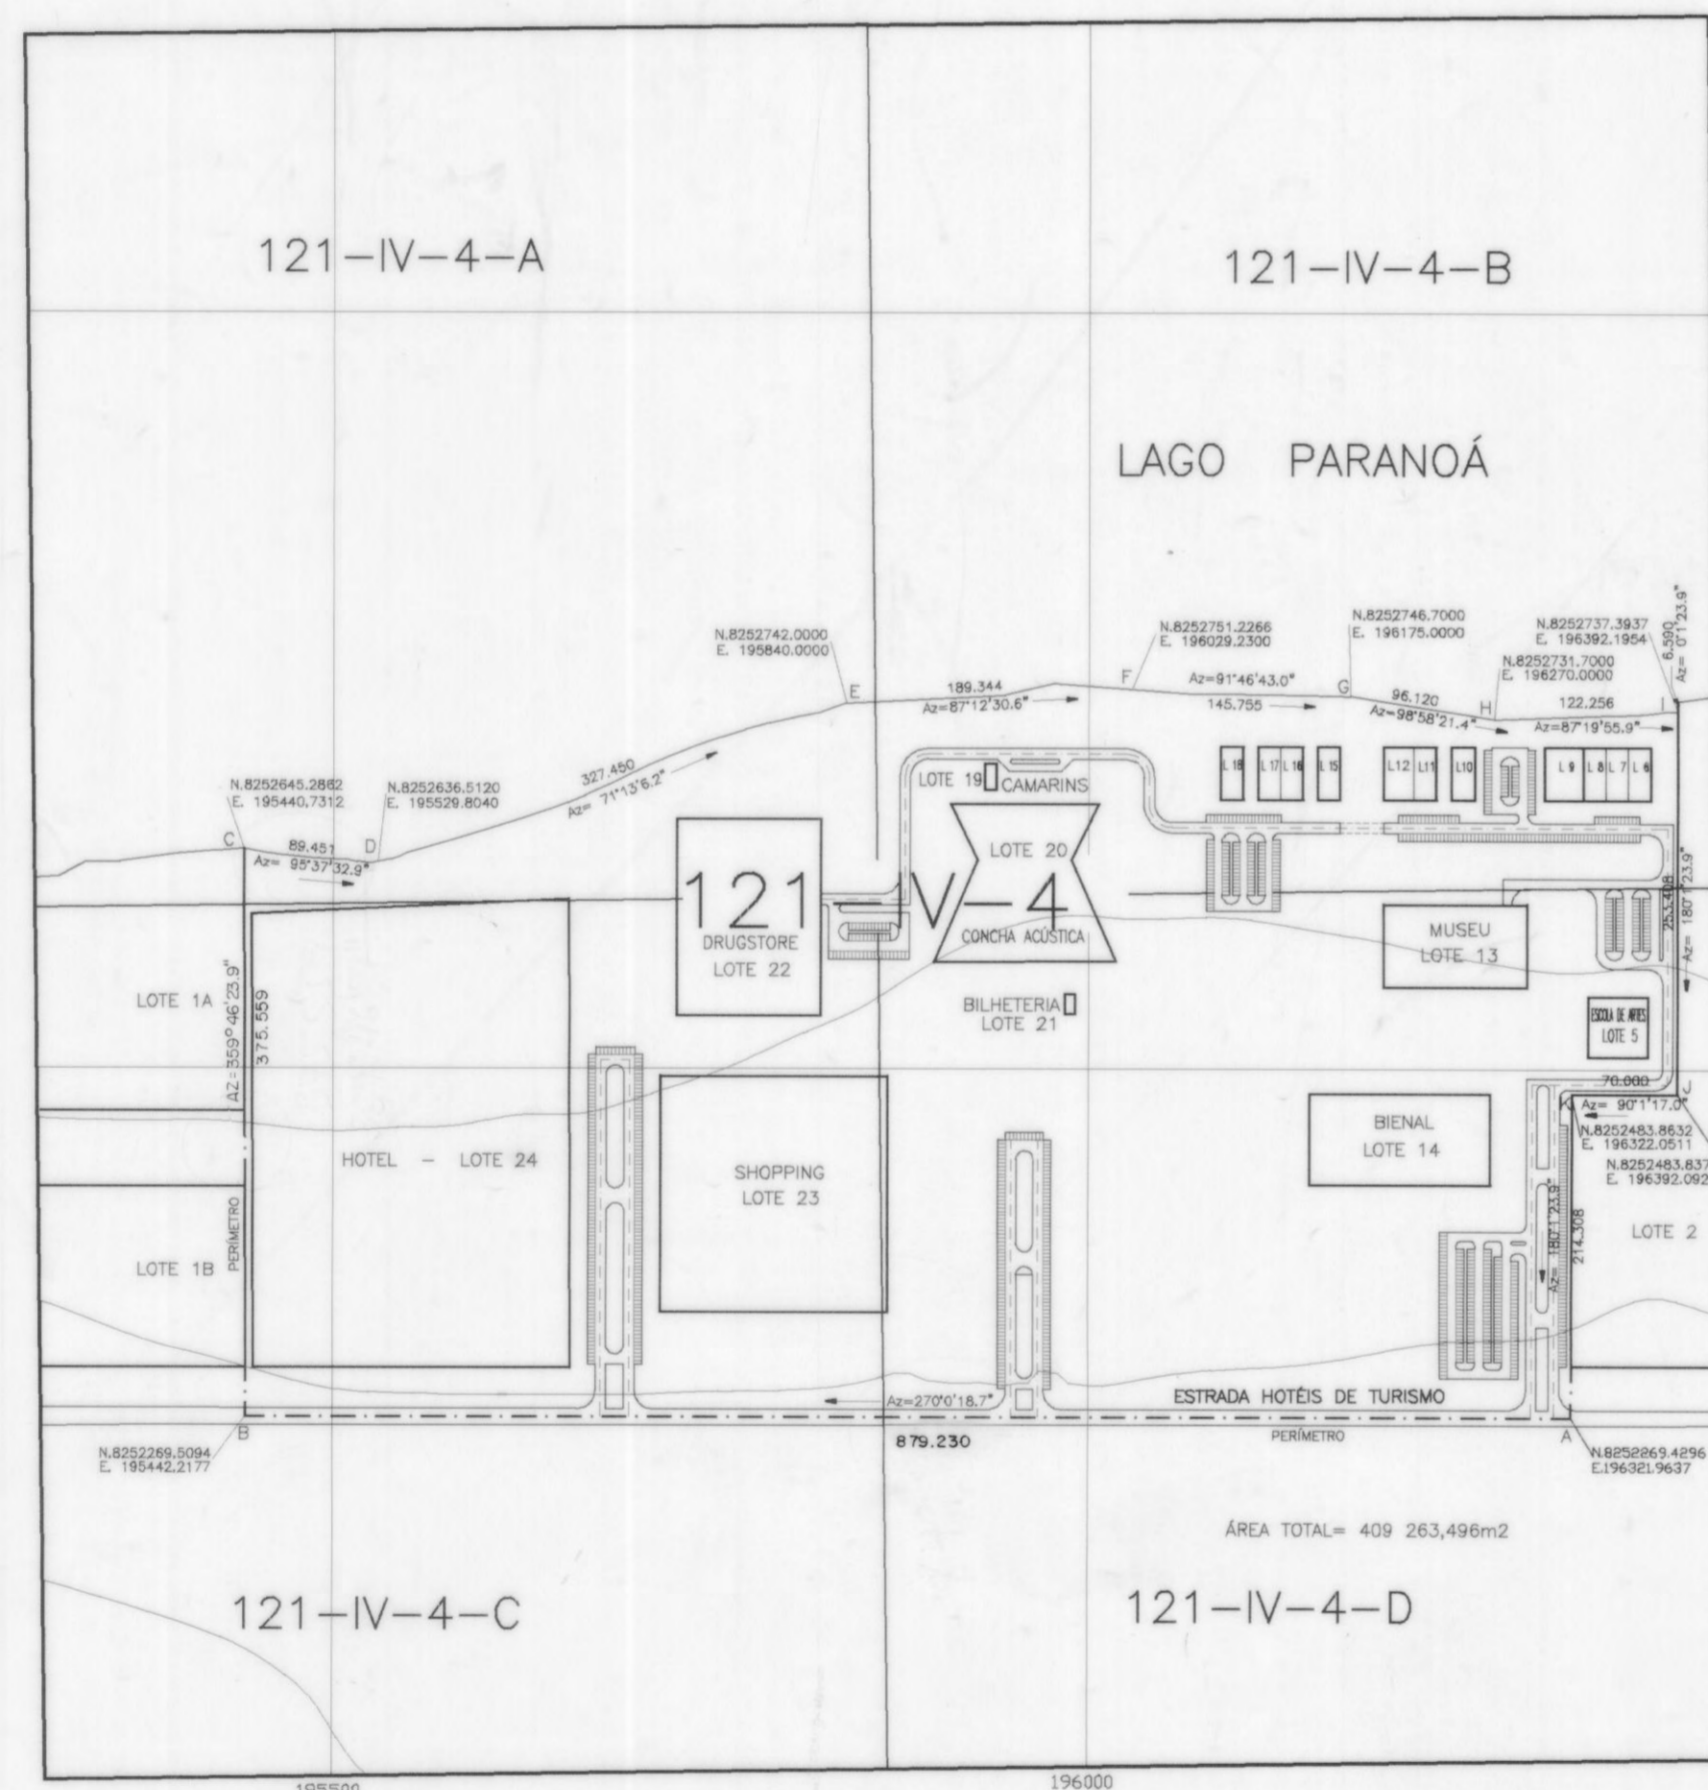 121-IV-4-A
121-IV-4-B
LAGO PARANOÁ
N.8252742.0000
E. 195840.0000
N.8252751.2266
E. 196029.2300
N.8252746.7000
E. 196175.0000
N.8252737.3937
E. 196392.1954
6.590
Az= 0°1'23.9"
N.8252731.7000
E. 196270.0000
E
189.344
Az=87°12'30.6"
F
Az=91°46'43.0"
145.755
G
96.120
Az=98°58'21.4"
H
122.256
Az=87°19'55.9"
I
N.8252645.2862
E. 195440.7312
N.8252636.5120
E. 195529.8040
327.450
Az= 71°13'6.2"
C
89.451
Az= 95°37'32.9"
D
LOTE 19
CAMARINS
L 18
L 17
L 16
L 15
L12
L11
L10
L 9
L 8
L 7
L 6
LOTE 20
121-IV-4
DRUGSTORE
LOTE 22
CONCHA ACÚSTICA
MUSEU
LOTE 13
253.408
Az= 180°1'23.9"
LOTE 1A
AZ=359°46'23.9"
375.559
BILHETERIA
LOTE 21
ESCOLA DE ARTES
LOTE 5
70.000
J
K
Az= 90°1'17.0"
N.8252483.8632
E. 196322.0511
N.8252483.837
E. 196392.092
BIENAL
LOTE 14
HOTEL - LOTE 24
SHOPPING
LOTE 23
LOTE 1B
PERÍMETRO
Az= 180°1'23.9"
214.308
LOTE 2
Az=270°0'18.7"
ESTRADA HOTÉIS DE TURISMO
B
879.230
PERÍMETRO
A
N.8252269.5094
E. 195442.2177
N.8252269.4296
E.196321.9637
ÁREA TOTAL= 409 263,496m2
121-IV-4-C
121-IV-4-D
195500
196000